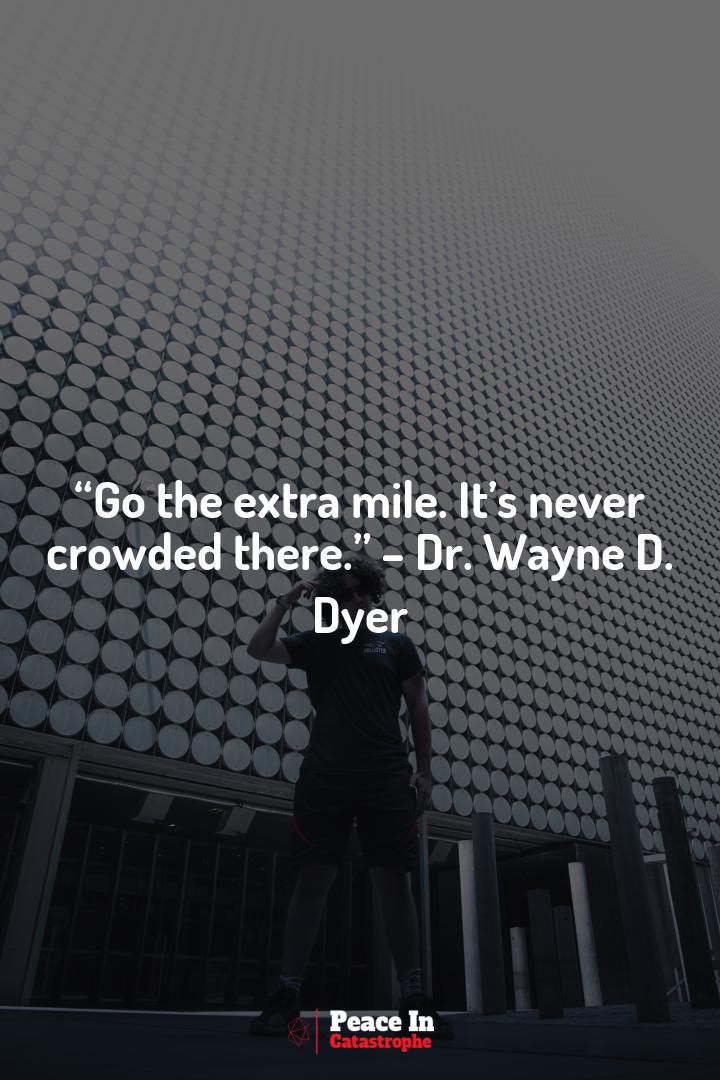 “Go the extra mile. It’s never
crowded there.” – Dr. Wayne D.
Dyer
HOLLISTER
Peace In
Catastrophe